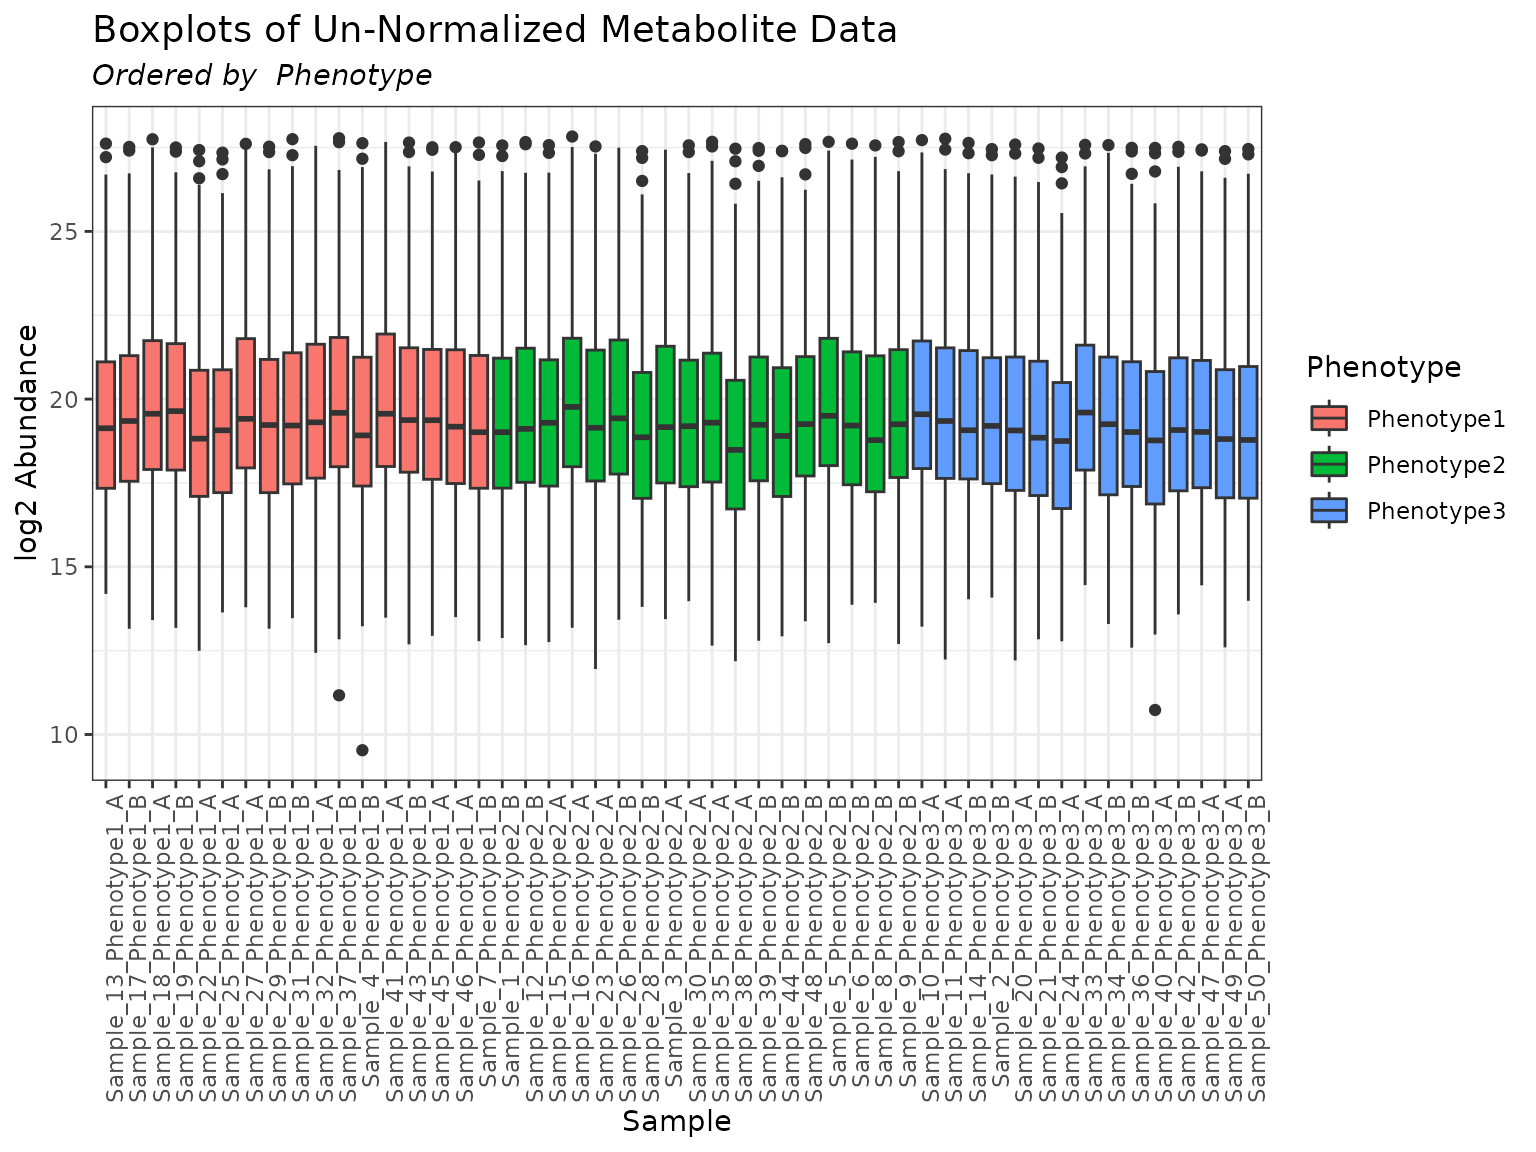 Boxplots of Un-Normalized Metabolite Data
Ordered by  Phenotype
log2 Abundance
25
20
15
10
Sample_13_Phenotype1_A
Sample_17_Phenotype1_B
Sample_18_Phenotype1_A
Sample_19_Phenotype1_B
Sample_22_Phenotype1_A
Sample_25_Phenotype1_A
Sample_27_Phenotype1_A
Sample_29_Phenotype1_B
Sample_31_Phenotype1_B
Sample_32_Phenotype1_A
Sample_37_Phenotype1_B
Sample_4_Phenotype1_B
Sample_41_Phenotype1_A
Sample_43_Phenotype1_B
Sample_45_Phenotype1_A
Sample_46_Phenotype1_A
Sample_7_Phenotype1_B
Sample_1_Phenotype2_B
Sample_12_Phenotype2_B
Sample_15_Phenotype2_A
Sample_16_Phenotype2_A
Sample_23_Phenotype2_A
Sample_26_Phenotype2_B
Sample_28_Phenotype2_B
Sample_3_Phenotype2_A
Sample_30_Phenotype2_A
Sample_35_Phenotype2_A
Sample_38_Phenotype2_A
Sample_39_Phenotype2_B
Sample_44_Phenotype2_B
Sample_48_Phenotype2_B
Sample_5_Phenotype2_B
Sample_6_Phenotype2_B
Sample_8_Phenotype2_B
Sample_9_Phenotype2_B
Sample_10_Phenotype3_A
Sample_11_Phenotype3_A
Sample_14_Phenotype3_B
Sample_2_Phenotype3_B
Sample_20_Phenotype3_A
Sample_21_Phenotype3_B
Sample_24_Phenotype3_A
Sample_33_Phenotype3_A
Sample_34_Phenotype3_B
Sample_36_Phenotype3_B
Sample_40_Phenotype3_A
Sample_42_Phenotype3_B
Sample_47_Phenotype3_A
Sample_49_Phenotype3_A
Sample_50_Phenotype3_B
Sample
Phenotype
Phenotype1
Phenotype2
Phenotype3